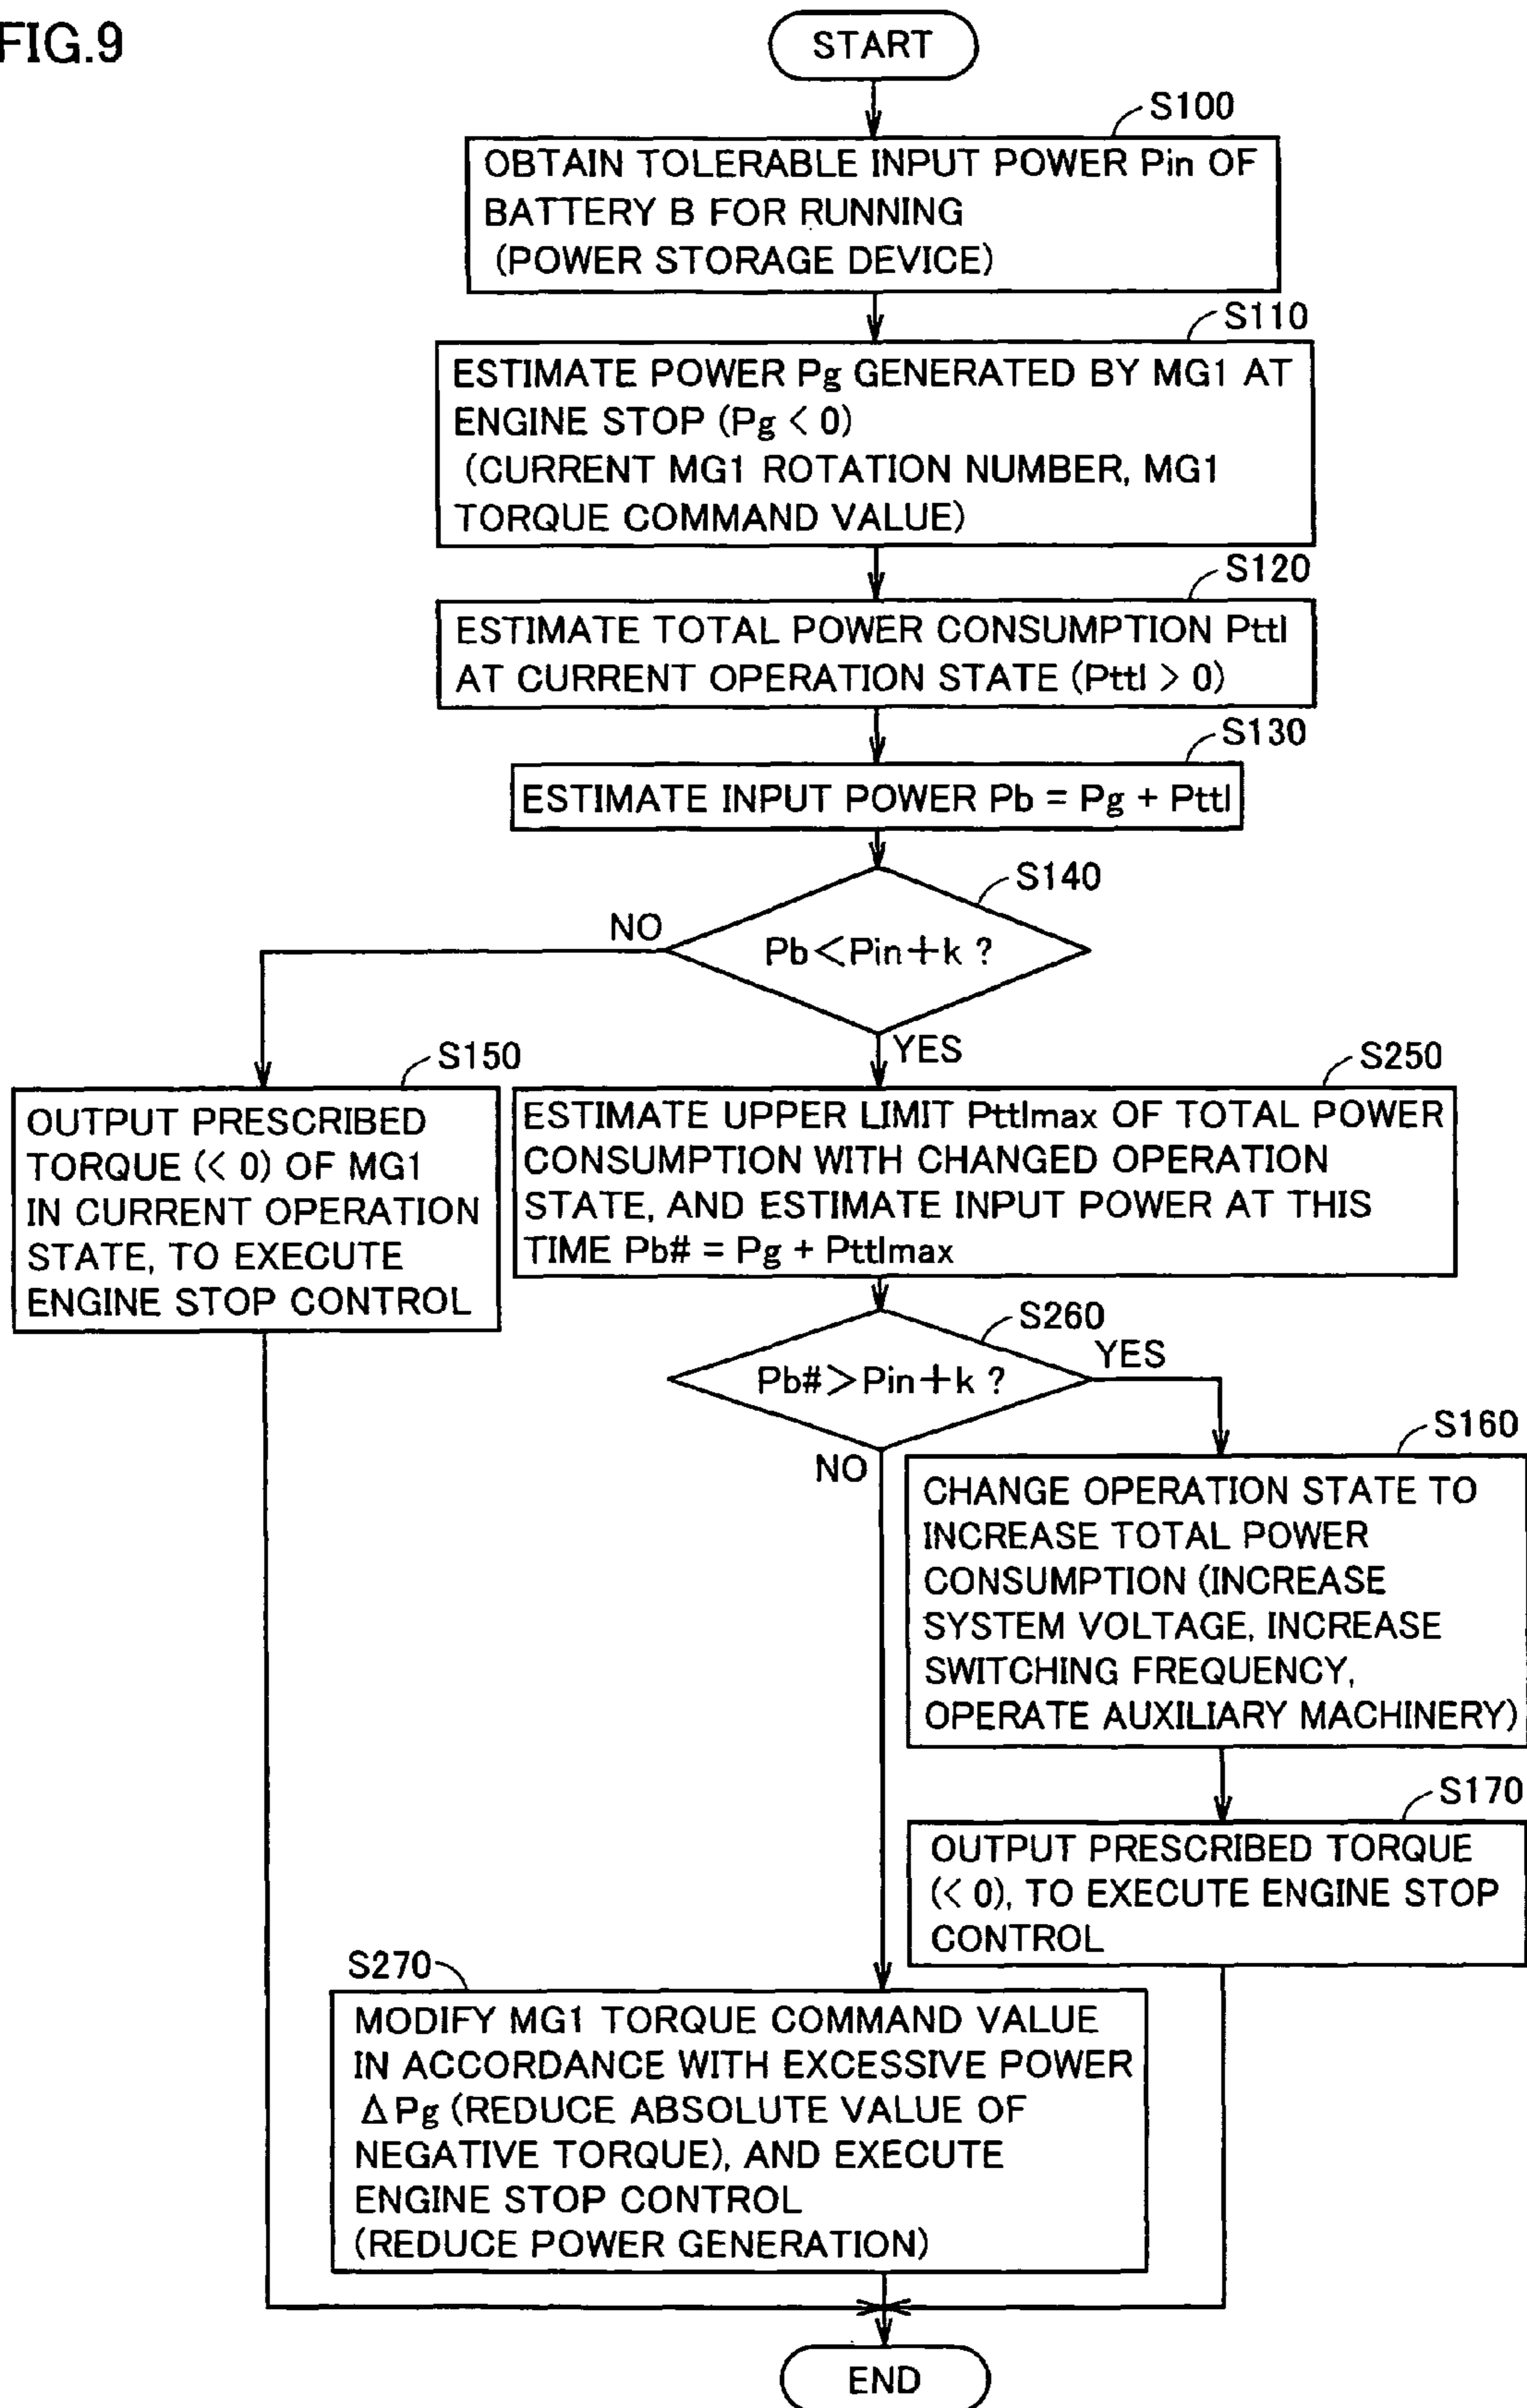 FIG.9
START
S100
OBTAIN TOLERABLE INPUT POWER Pin OF
BATTERY B FOR RUNNING
(POWER STORAGE DEVICE)
S110
ESTIMATE POWER Pg GENERATED BY MG1 AT
ENGINE STOP (Pg < 0)
(CURRENT MG1 ROTATION NUMBER, MG1
TORQUE COMMAND VALUE)
S120
ESTIMATE TOTAL POWER CONSUMPTION Pttl
AT CURRENT OPERATION STATE (Pttl > 0)
S130
ESTIMATE INPUT POWER Pb = Pg + Pttl
S140
Pb<Pin+k ?
NO
YES
S150
OUTPUT PRESCRIBED
TORQUE (< 0) OF MG1
IN CURRENT OPERATION
STATE, TO EXECUTE
ENGINE STOP CONTROL
S250
ESTIMATE UPPER LIMIT Pttlmax OF TOTAL POWER
CONSUMPTION WITH CHANGED OPERATION
STATE, AND ESTIMATE INPUT POWER AT THIS
TIME Pb# = Pg + Pttlmax
S260
Pb#>Pin+k ?
YES
NO
S160
CHANGE OPERATION STATE TO
INCREASE TOTAL POWER
CONSUMPTION (INCREASE
SYSTEM VOLTAGE, INCREASE
SWITCHING FREQUENCY,
OPERATE AUXILIARY MACHINERY)
S170
OUTPUT PRESCRIBED TORQUE
(< 0), TO EXECUTE ENGINE STOP
CONTROL
S270
MODIFY MG1 TORQUE COMMAND VALUE
IN ACCORDANCE WITH EXCESSIVE POWER
ΔPg (REDUCE ABSOLUTE VALUE OF
NEGATIVE TORQUE), AND EXECUTE
ENGINE STOP CONTROL
(REDUCE POWER GENERATION)
END